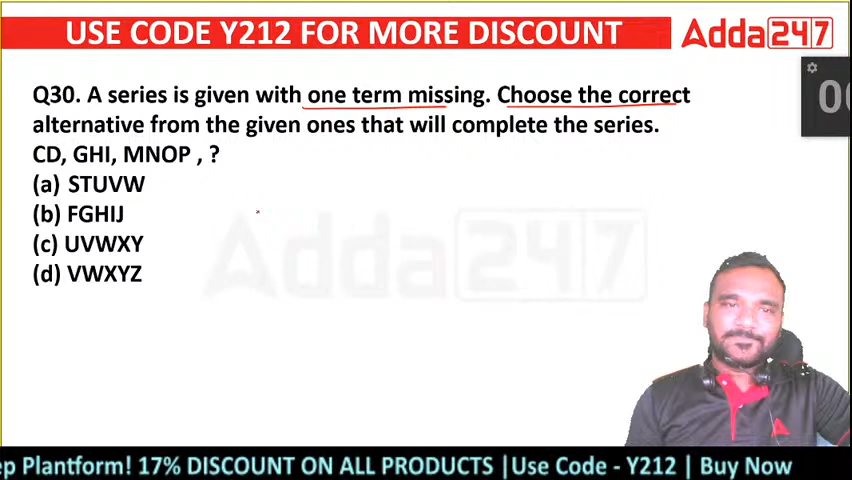 USE CODE Y212 FOR MORE DISCOUNT
Adda247
Q30. A series is given with one term missing. Choose the correct
alternative from the given ones that will complete the series.
CD, GHI, MNOP , ?
(a) STUVW
(b) FGHIJ
(c) UVWXY
(d) VWXYZ
Adda247
ep Plantform! 17% DISCOUNT ON ALL PRODUCTS |Use Code - Y212 | Buy Now